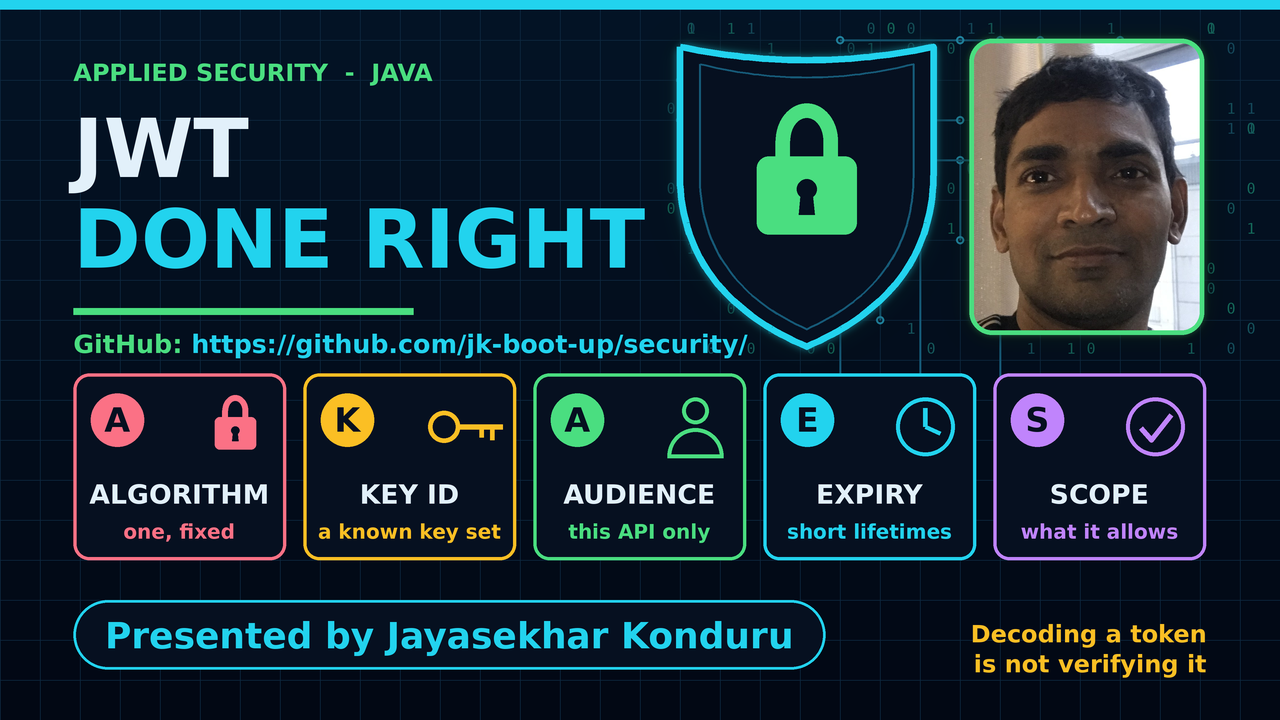 APPLIED SECURITY - JAVA
JWT
DONE RIGHT
GitHub: https://github.com/jk-boot-up/security/
A
ALGORITHM
one, fixed
K
KEY ID
a known key set
A
AUDIENCE
this API only
E
EXPIRY
short lifetimes
S
SCOPE
what it allows
Presented by Jayasekhar Konduru
Decoding a token
is not verifying it